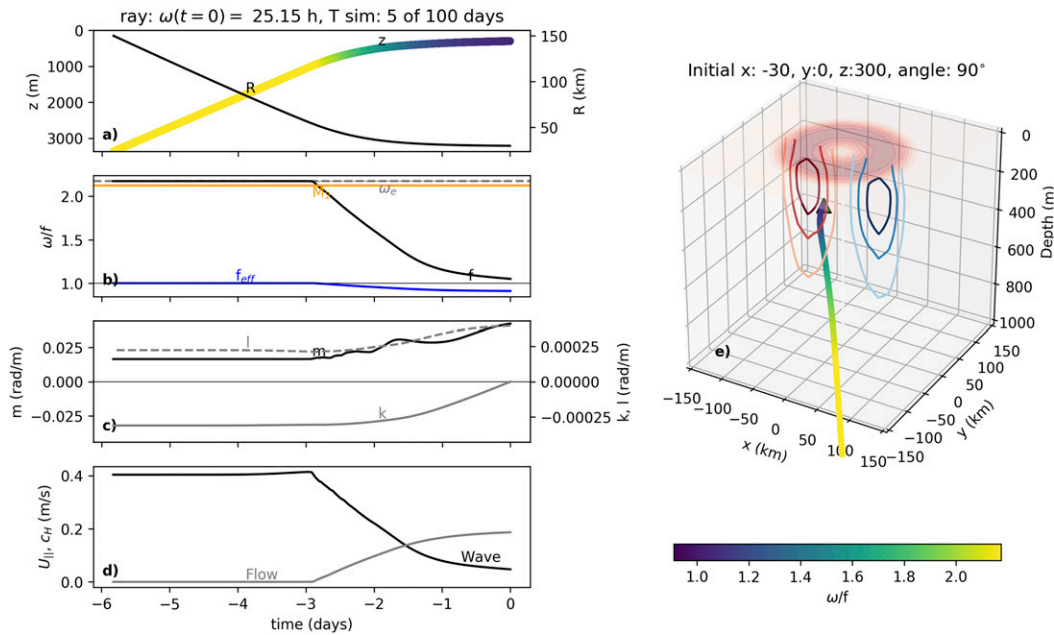 ray: ω(t = 0) = 25.15 h, T sim: 5 of 100 days
0
1000
2000
3000
z (m)
150
100
50
R (km)
R
z
a)
2.0
1.5
1.0
ω/f
M2
ωe
feff
f
b)
0.025
0.000
−0.025
m (rad/m)
0.00025
0.00000
−0.00025
k, l (rad/m)
l
m
k
c)
0.4
0.2
0.0
U||, cH (m/s)
Flow
Wave
d)
−6 −5 −4 −3 −2 −1 0
time (days)
Initial x: -30, y:0, z:300, angle: 90°
0
200
400
600
800
1000
Depth (m)
e)
−150 −100 −50 0 50 100 150
x (km)
−150 −100 −50 0 50 100 150
y (km)
1.0 1.2 1.4 1.6 1.8 2.0
ω/f